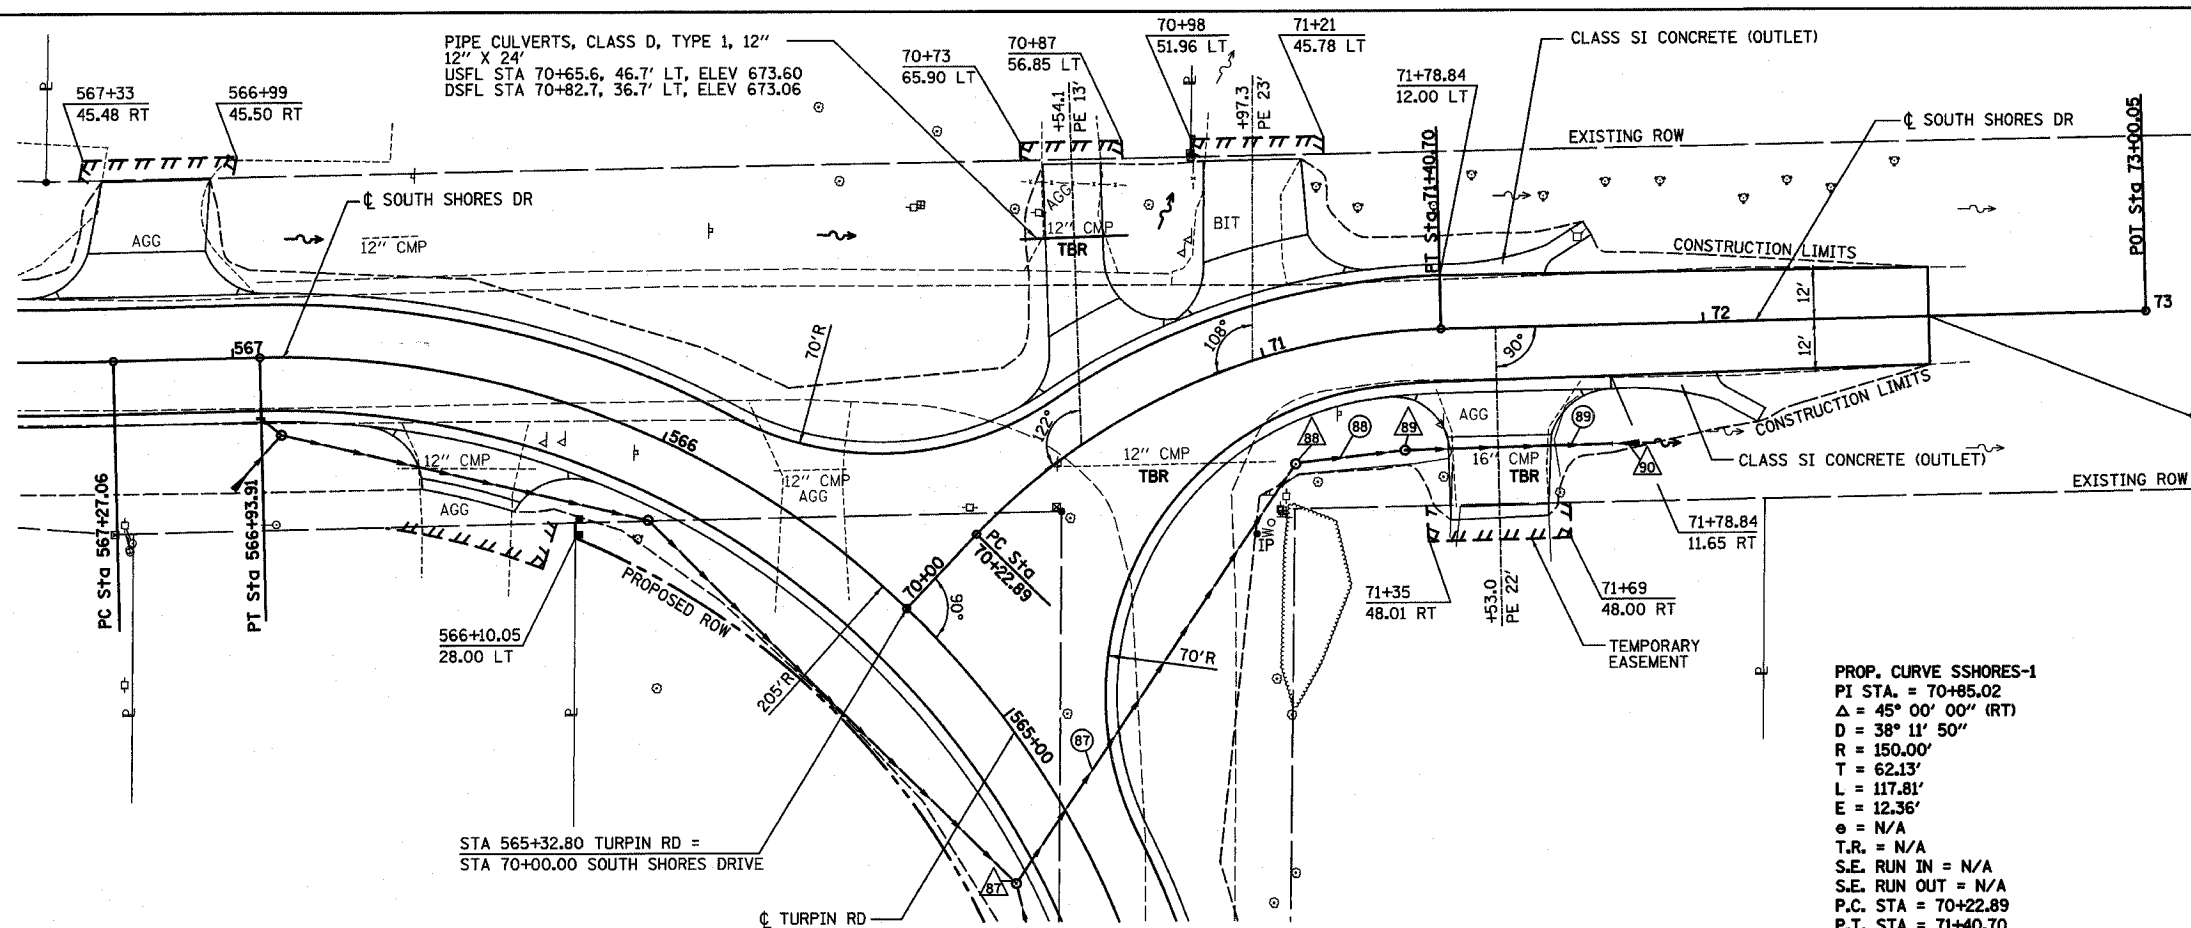 PIPE CULVERTS, CLASS D, TYPE 1, 12"
12" X 24'
USFL STA 70+65.6, 46.7' LT, ELEV 673.60
DSFL STA 70+82.7, 36.7' LT, ELEV 673.06
567+33
45.48 RT
566+99
45.50 RT
70+73
65.90 LT
70+87
56.85 LT
70+98
51.96 LT
71+21
45.78 LT
71+78.84
12.00 LT
CLASS SI CONCRETE (OUTLET)
℄ SOUTH SHORES DR
EXISTING ROW
POT Sta 73+00.05
+54.1
PE 13'
+97.3
PE 23'
PT Sta 71+40.70
℄ SOUTH SHORES DR
AGG
12" CMP
AGG
12" CMP
TBR
BIT
CONSTRUCTION LIMITS
73
72
12'
12'
71
108°
90°
567
70'R
566
122°
12" CMP
AGG
12" CMP
AGG
12" CMP
TBR
AGG
16" CMP
TBR
88
88
89
89
90
CONSTRUCTION LIMITS
CLASS SI CONCRETE (OUTLET)
EXISTING ROW
PC Sta 567+27.06
PT Sta 566+93.91
PROPOSED ROW
566+10.05
28.00 LT
70+00
PC Sta
70+22.89
90°
205'R
IP
W
71+35
48.01 RT
+53.0
PE 22'
71+69
48.00 RT
71+78.84
11.65 RT
TEMPORARY
EASEMENT
70'R
565+00
87
87
STA 565+32.80 TURPIN RD =
STA 70+00.00 SOUTH SHORES DRIVE
℄ TURPIN RD
PROP. CURVE SSHORES-1
PI STA. = 70+85.02
Δ = 45° 00' 00" (RT)
D = 38° 11' 50"
R = 150.00'
T = 62.13'
L = 117.81'
E = 12.36'
e = N/A
T.R. = N/A
S.E. RUN IN = N/A
S.E. RUN OUT = N/A
P.C. STA = 70+22.89
P.T. STA = 71+40.70